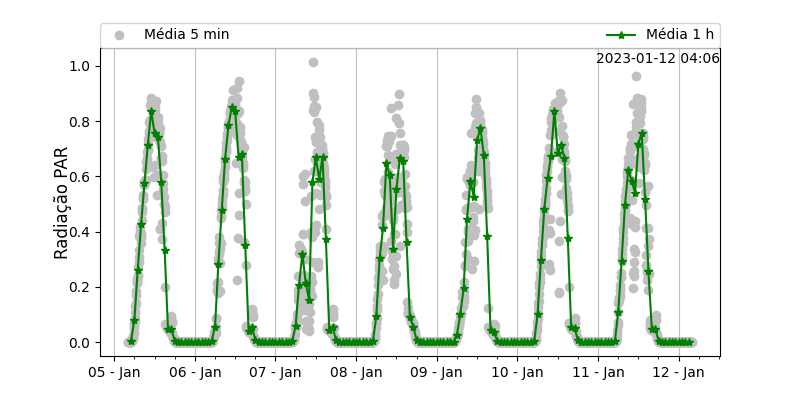 Média 5 min
Média 1 h
2023-01-12 04:06
Radiação PAR
1.0
0.8
0.6
0.4
0.2
0.0
05 - Jan
06 - Jan
07 - Jan
08 - Jan
09 - Jan
10 - Jan
11 - Jan
12 - Jan